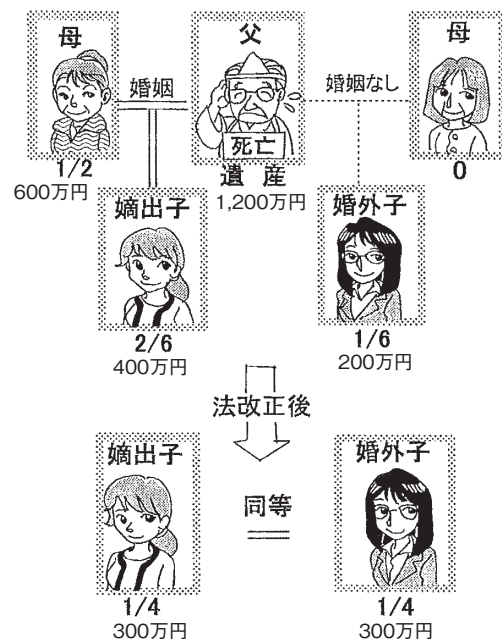 母
婚姻
父
婚姻なし
母
死亡
1/2
600万円
遺産
1,200万円
0
嫡出子
婚外子
2/6
400万円
1/6
200万円
法改正後
嫡出子
同等
婚外子
1/4
300万円
1/4
300万円